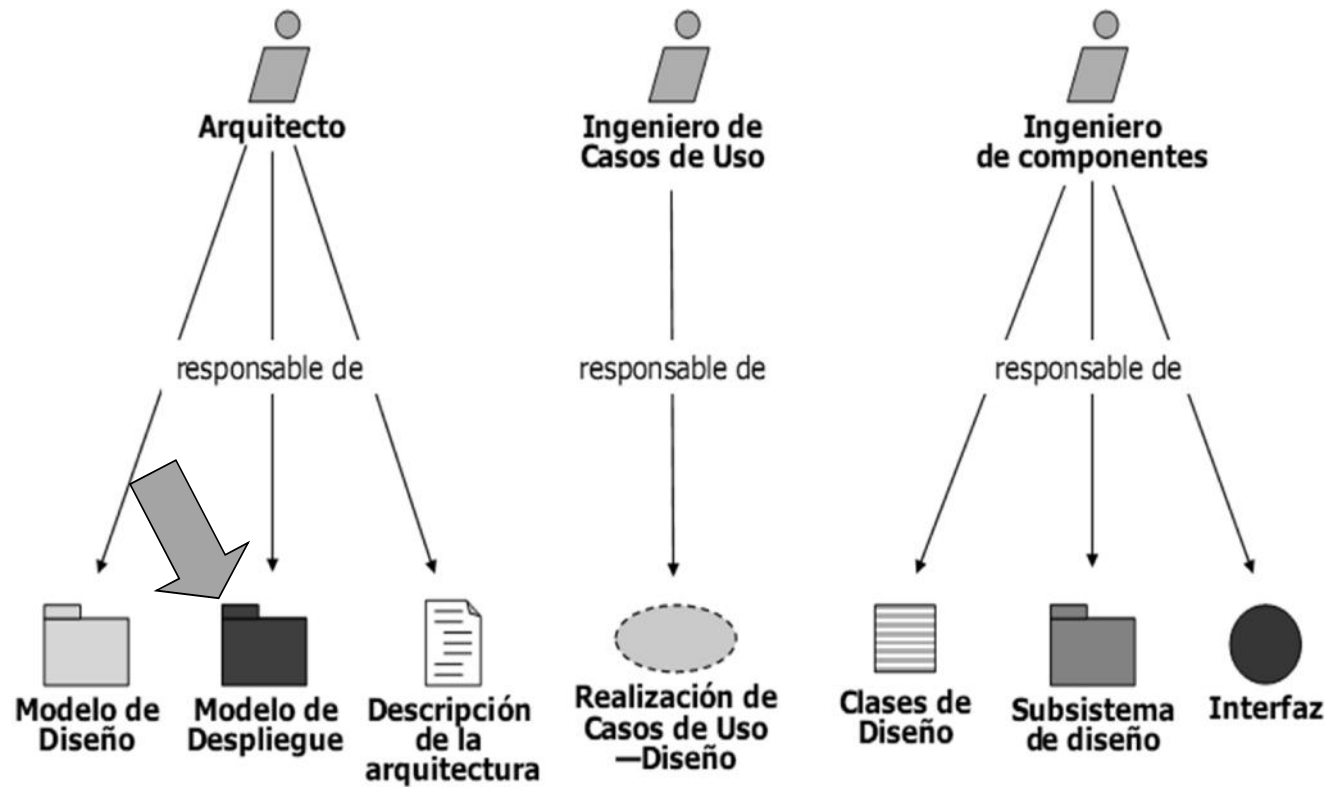 Arquitecto
Ingeniero de
Casos de Uso
Ingeniero
de componentes
responsable de
responsable de
responsable de
Modelo de
Diseño
Modelo de
Despliegue
Descripción
de la
arquitectura
Realización de
Casos de Uso
—Diseño
Clases de
Diseño
Subsistema
de diseño
Interfaz